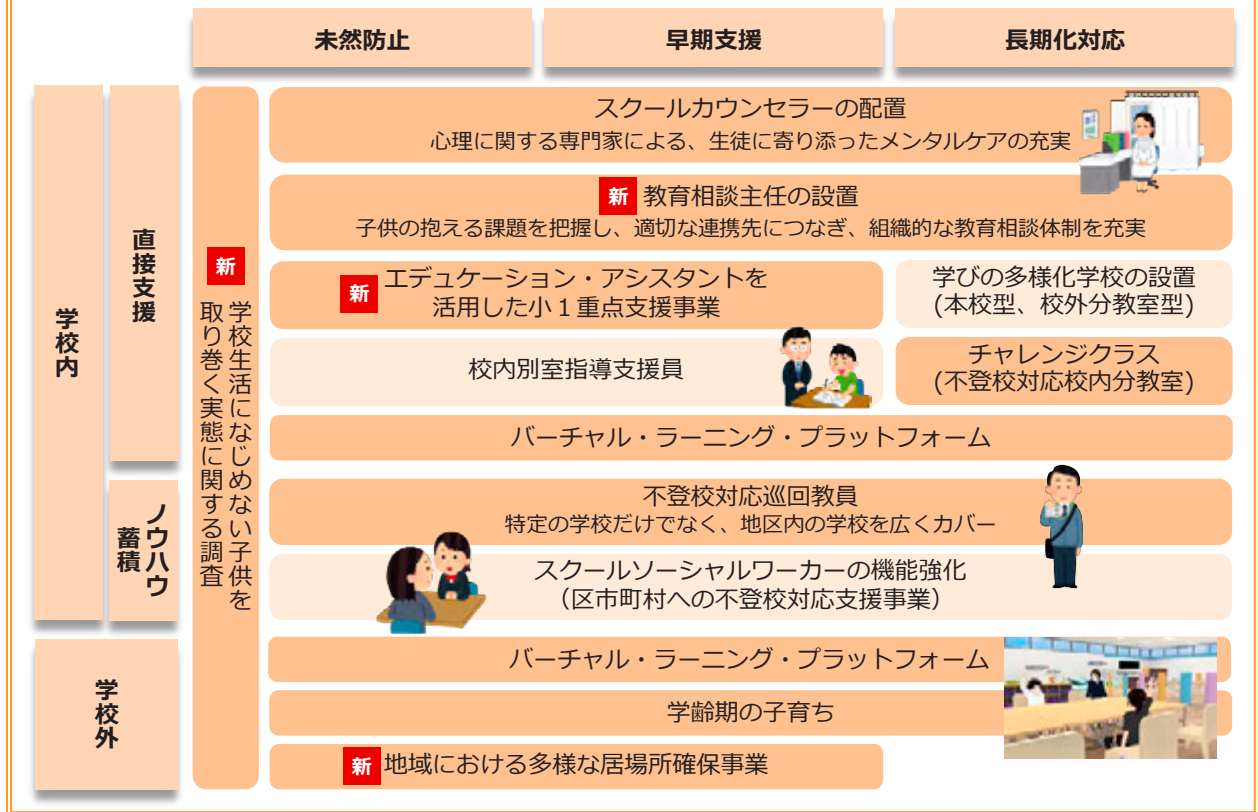 未然防止
早期支援
長期化対応
学校内
直接支援
ノウハウ
蓄積
学校外
新
学校生活になじめない子供を
取り巻く実態に関する調査
スクールカウンセラーの配置
心理に関する専門家による、生徒に寄り添ったメンタルケアの充実
新 教育相談主任の設置
子供の抱える課題を把握し、適切な連携先につなぎ、組織的な教育相談体制を充実
新 エデュケーション・アシスタントを
活用した小１重点支援事業
学びの多様化学校の設置
(本校型、校外分教室型)
校内別室指導支援員
チャレンジクラス
(不登校対応校内分教室)
バーチャル・ラーニング・プラットフォーム
不登校対応巡回教員
特定の学校だけでなく、地区内の学校を広くカバー
スクールソーシャルワーカーの機能強化
（区市町村への不登校対応支援事業）
バーチャル・ラーニング・プラットフォーム
学齢期の子育ち
新 地域における多様な居場所確保事業